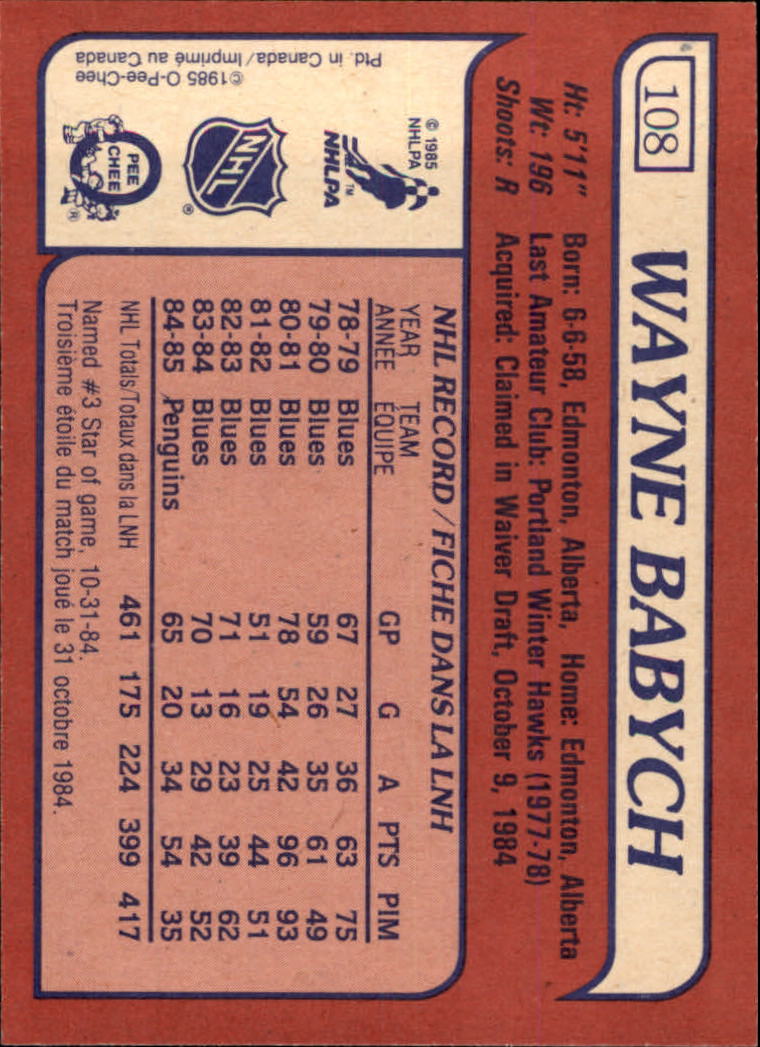 108
WAYNE BABYCH
Ht: 5'11" Born: 6-6-58, Edmonton, Alberta, Home: Edmonton, Alberta
Wt: 196 Last Amateur Club: Portland Winter Hawks (1977-78)
Shoots: R Acquired: Claimed in Waiver Draft, October 9, 1984
© 1985
NHLPA
NHLPA
TM
NHL
®
PEE
CHEE
®
©1985 O-Pee-Chee
Ptd. in Canada/Imprimé au Canada
NHL RECORD / FICHE DANS LA LNH
YEAR TEAM
ANNEE ÉQUIPE GP G A PTS PIM
78-79 Blues 67 27 36 63 75
79-80 Blues 59 26 35 61 49
80-81 Blues 78 54 42 96 93
81-82 Blues 51 19 25 44 51
82-83 Blues 71 16 23 39 62
83-84 Blues 70 13 29 42 52
84-85 Penguins 65 20 34 54 35
NHL Totals/Totaux dans la LNH 461 175 224 399 417
Named #3 Star of game, 10-31-84.
Troisième étoile du match joué le 31 octobre 1984.